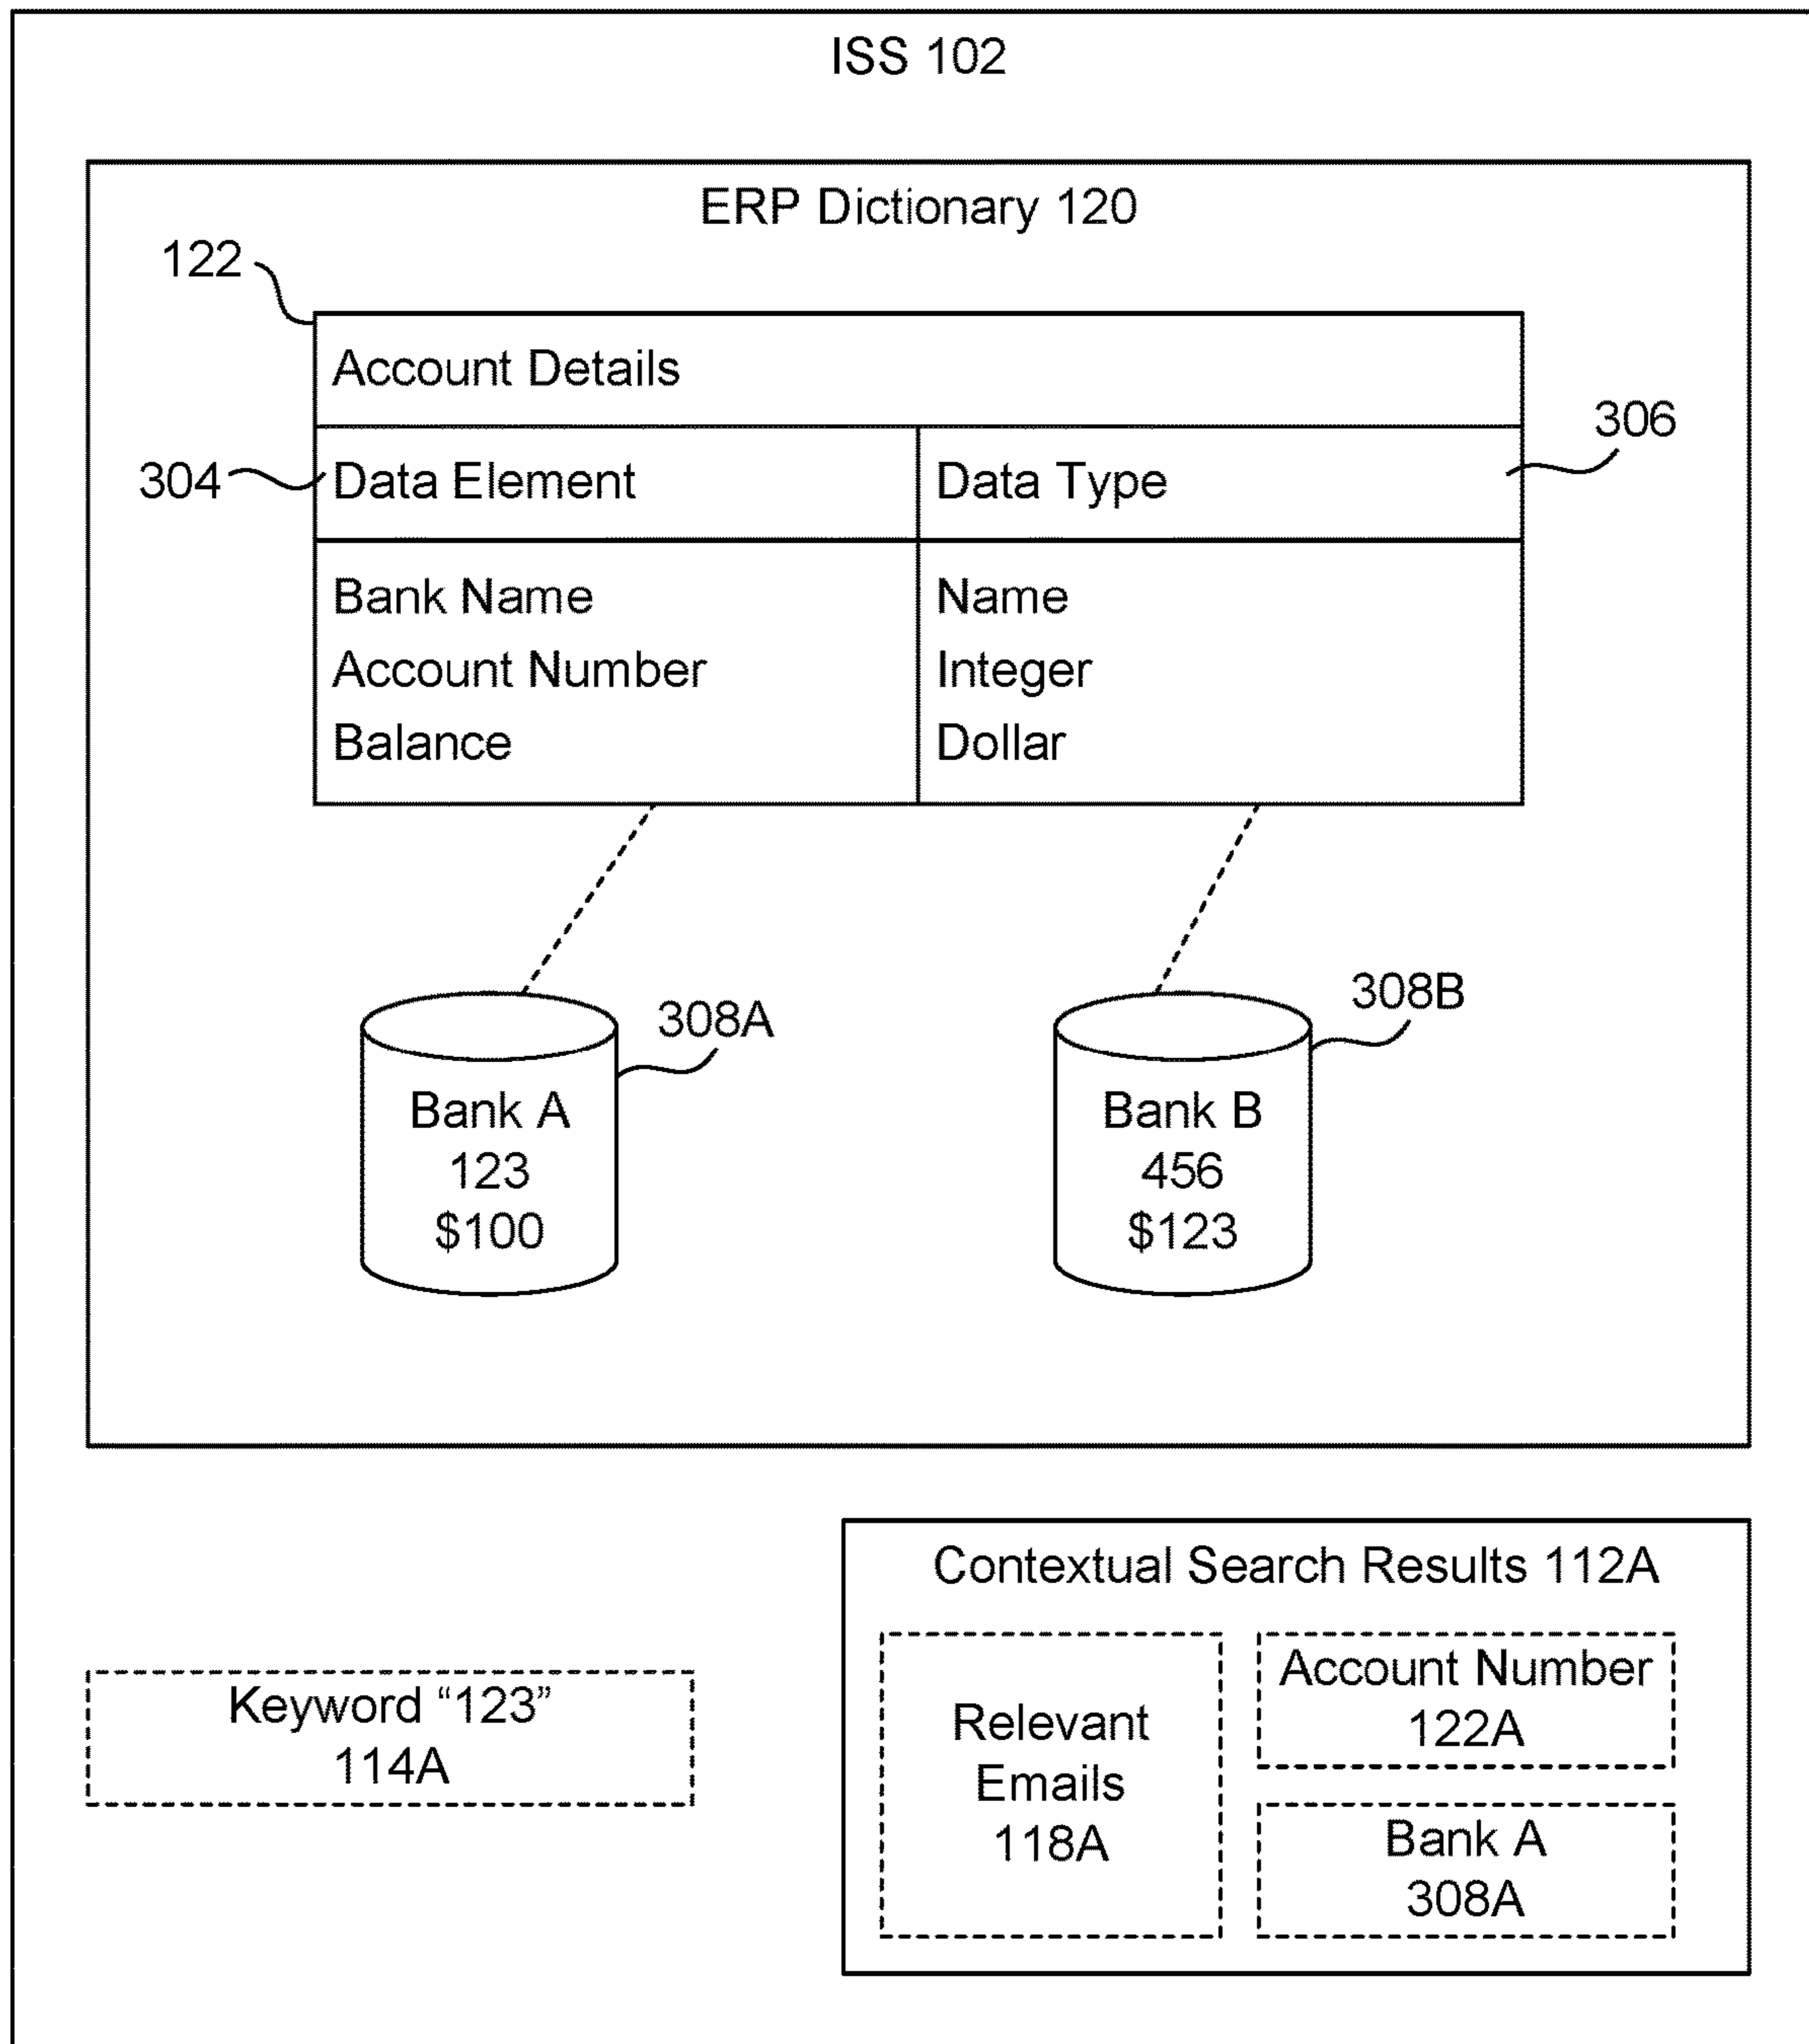 ISS 102
ERP Dictionary 120
122
Account Details
306
304
Data Element
Data Type
Bank Name
Name
Account Number
Integer
Balance
Dollar
308A
308B
Bank A
123
$100
Bank B
456
$123
Contextual Search Results 112A
Keyword “123”
114A
Relevant
Emails
118A
Account Number
122A
Bank A
308A